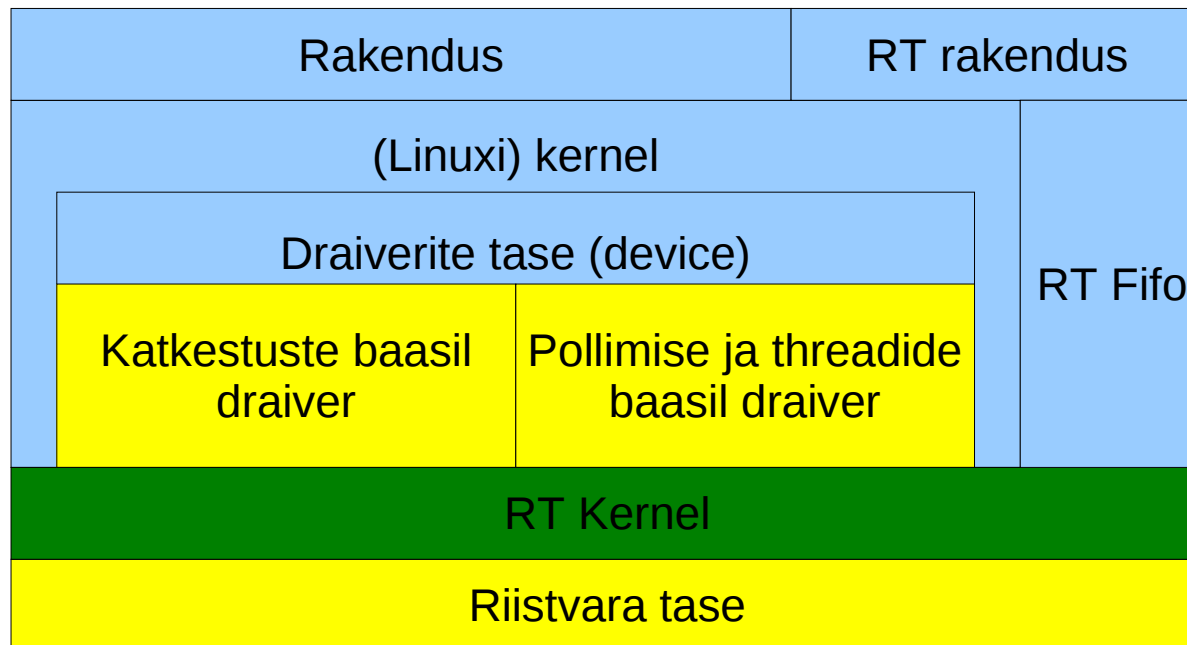 Rakendus
RT rakendus
(Linuxi) kernel
Draiverite tase (device)
RT Fifo
Katkestuste baasil
draiver
Pollimise ja threadide
baasil draiver
RT Kernel
Riistvara tase